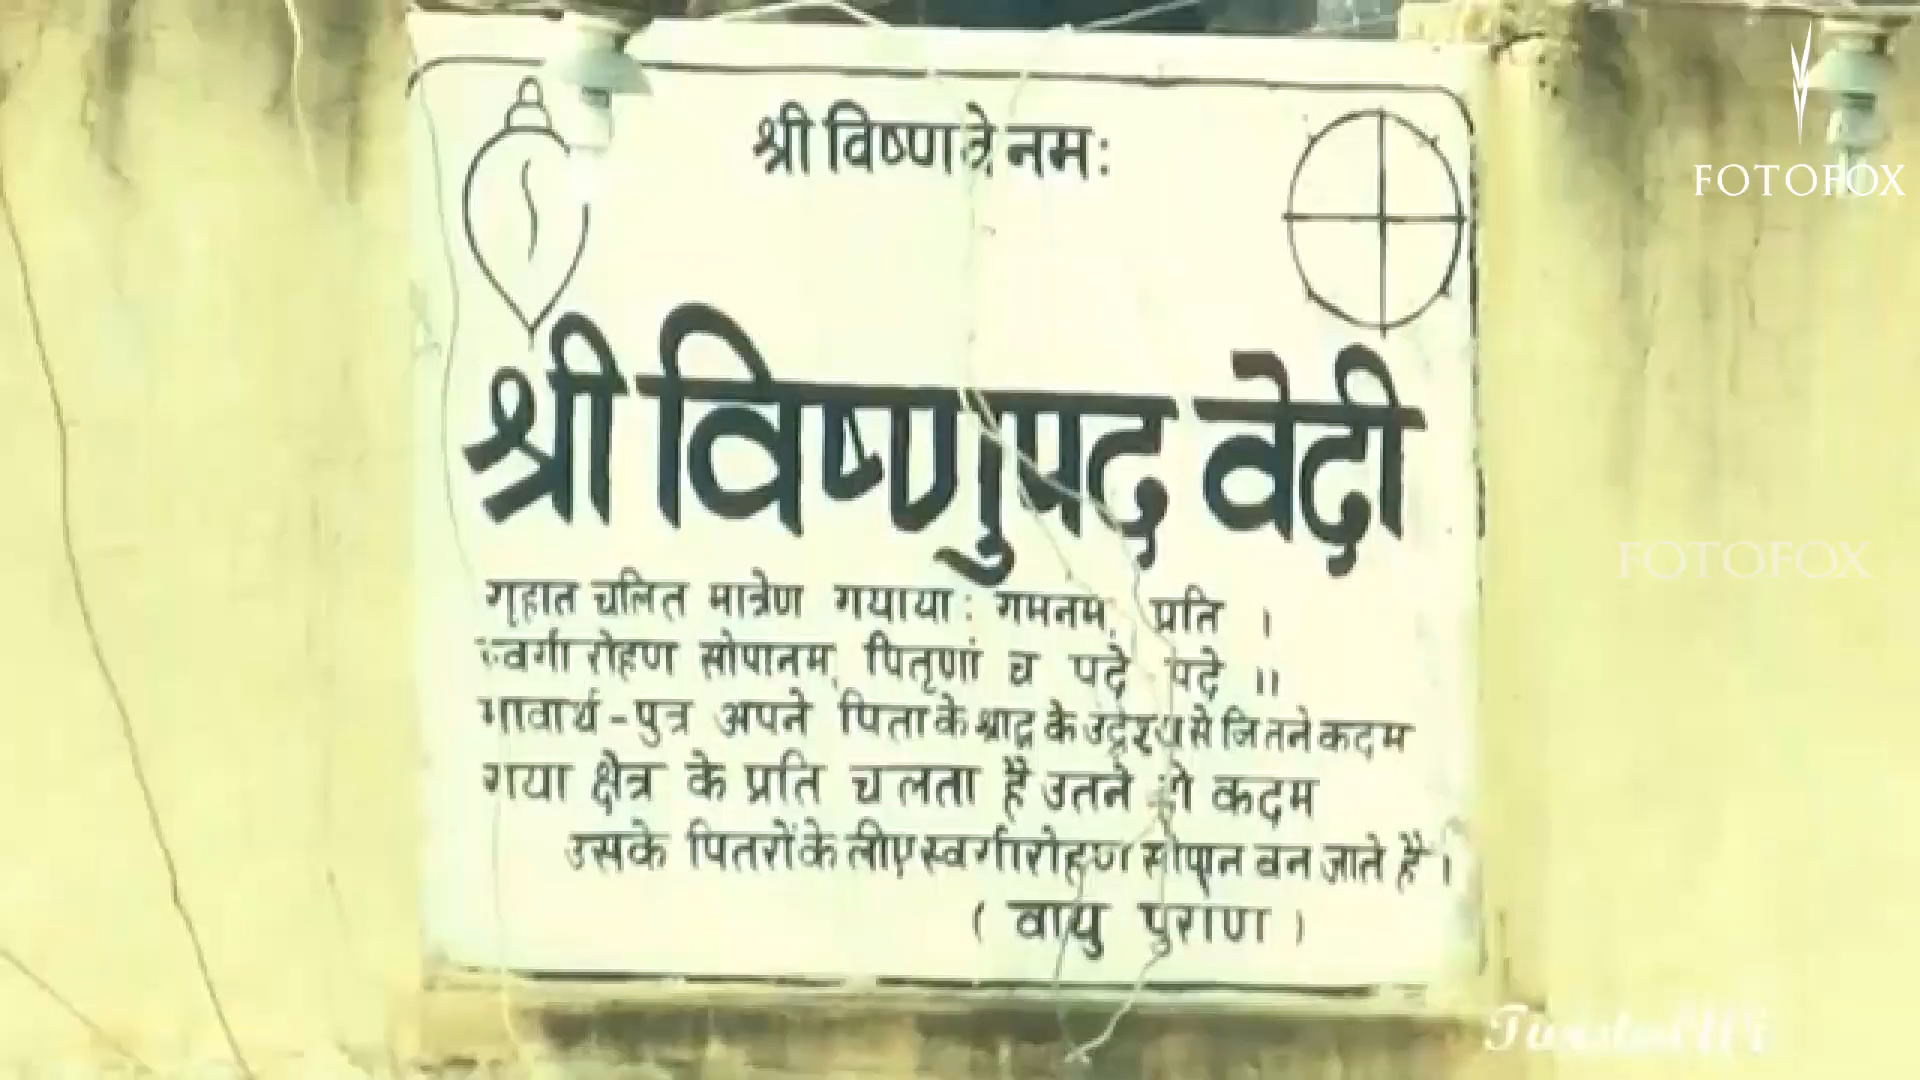 श्री विष्णवे नमः
FOTOFOX
श्री विष्णुपद वेदी
FOTOFOX
गृहात चलित मात्रेण गयायाः गमनम् प्रति ।
स्वर्गा रोहण सोपानम् पितृणां च पदे पदे ॥
भावार्थ - पुत्र अपने पिता के श्राद्ध के उद्देश्य से जितने कदम
गया क्षैत्र के प्रति चलता है उतने ही कदम
उसके पितरों के लीए स्वर्गारोहण सोपान बन जाते है ।
( वायु पुराण )